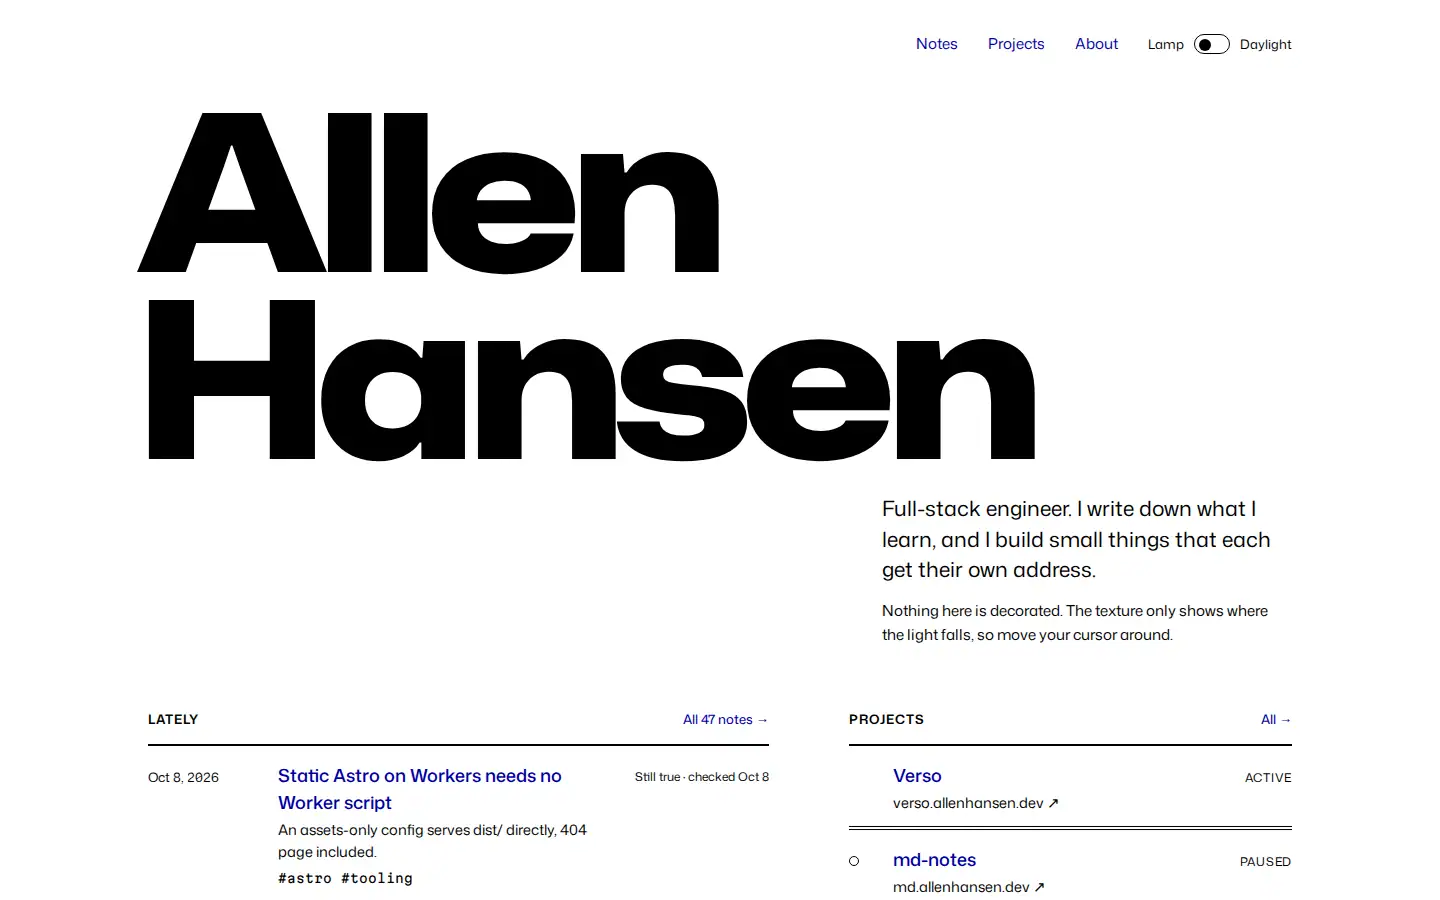 Notes Projects About Lamp Daylight
Allen
Hansen
Full-stack engineer. I write down what I
learn, and I build small things that each
get their own address.
Nothing here is decorated. The texture only shows where
the light falls, so move your cursor around.
LATELY All 47 notes →
Oct 8, 2026 Static Astro on Workers needs no Still true · checked Oct 8
Worker script
An assets-only config serves dist/ directly, 404
page included.
#astro #tooling
PROJECTS All →
Verso ACTIVE
verso.allenhansen.dev ↗
md-notes PAUSED
md.allenhansen.dev ↗